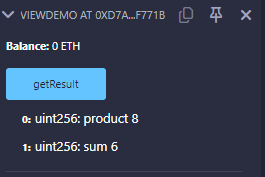 VIEWDEMO AT 0XD7A...F771B
Balance: 0 ETH
getResult
0: uint256: product 8
1: uint256: sum 6